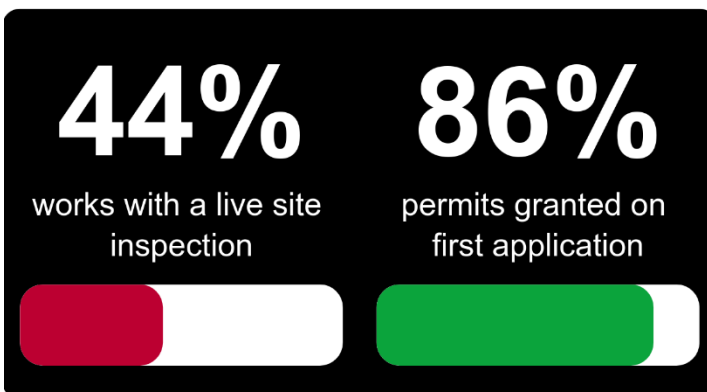 44%
works with a live site
inspection
86%
permits granted on
first application